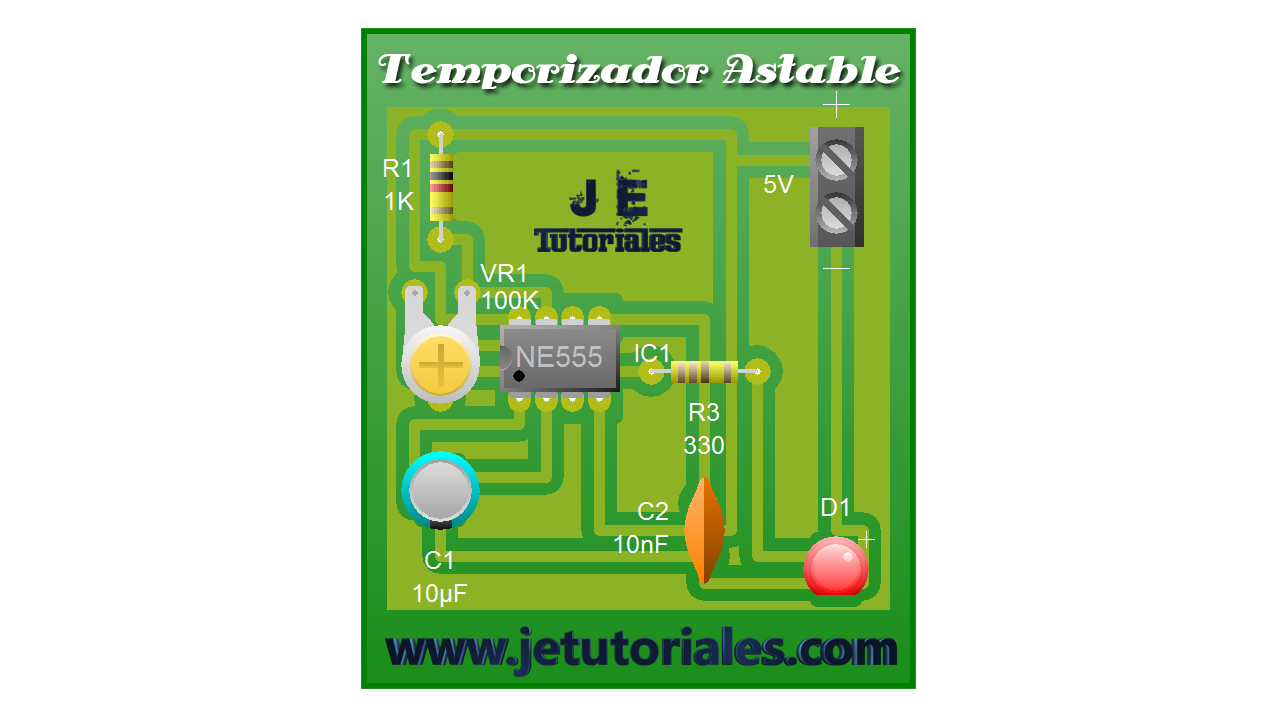 Temporizador Astable
+
R1
1K
J E
Tutoriales
5V
−
VR1
100K
NE555
IC1
R3
330
C2
10nF
D1
+
C1
10µF
www.jetutoriales.com